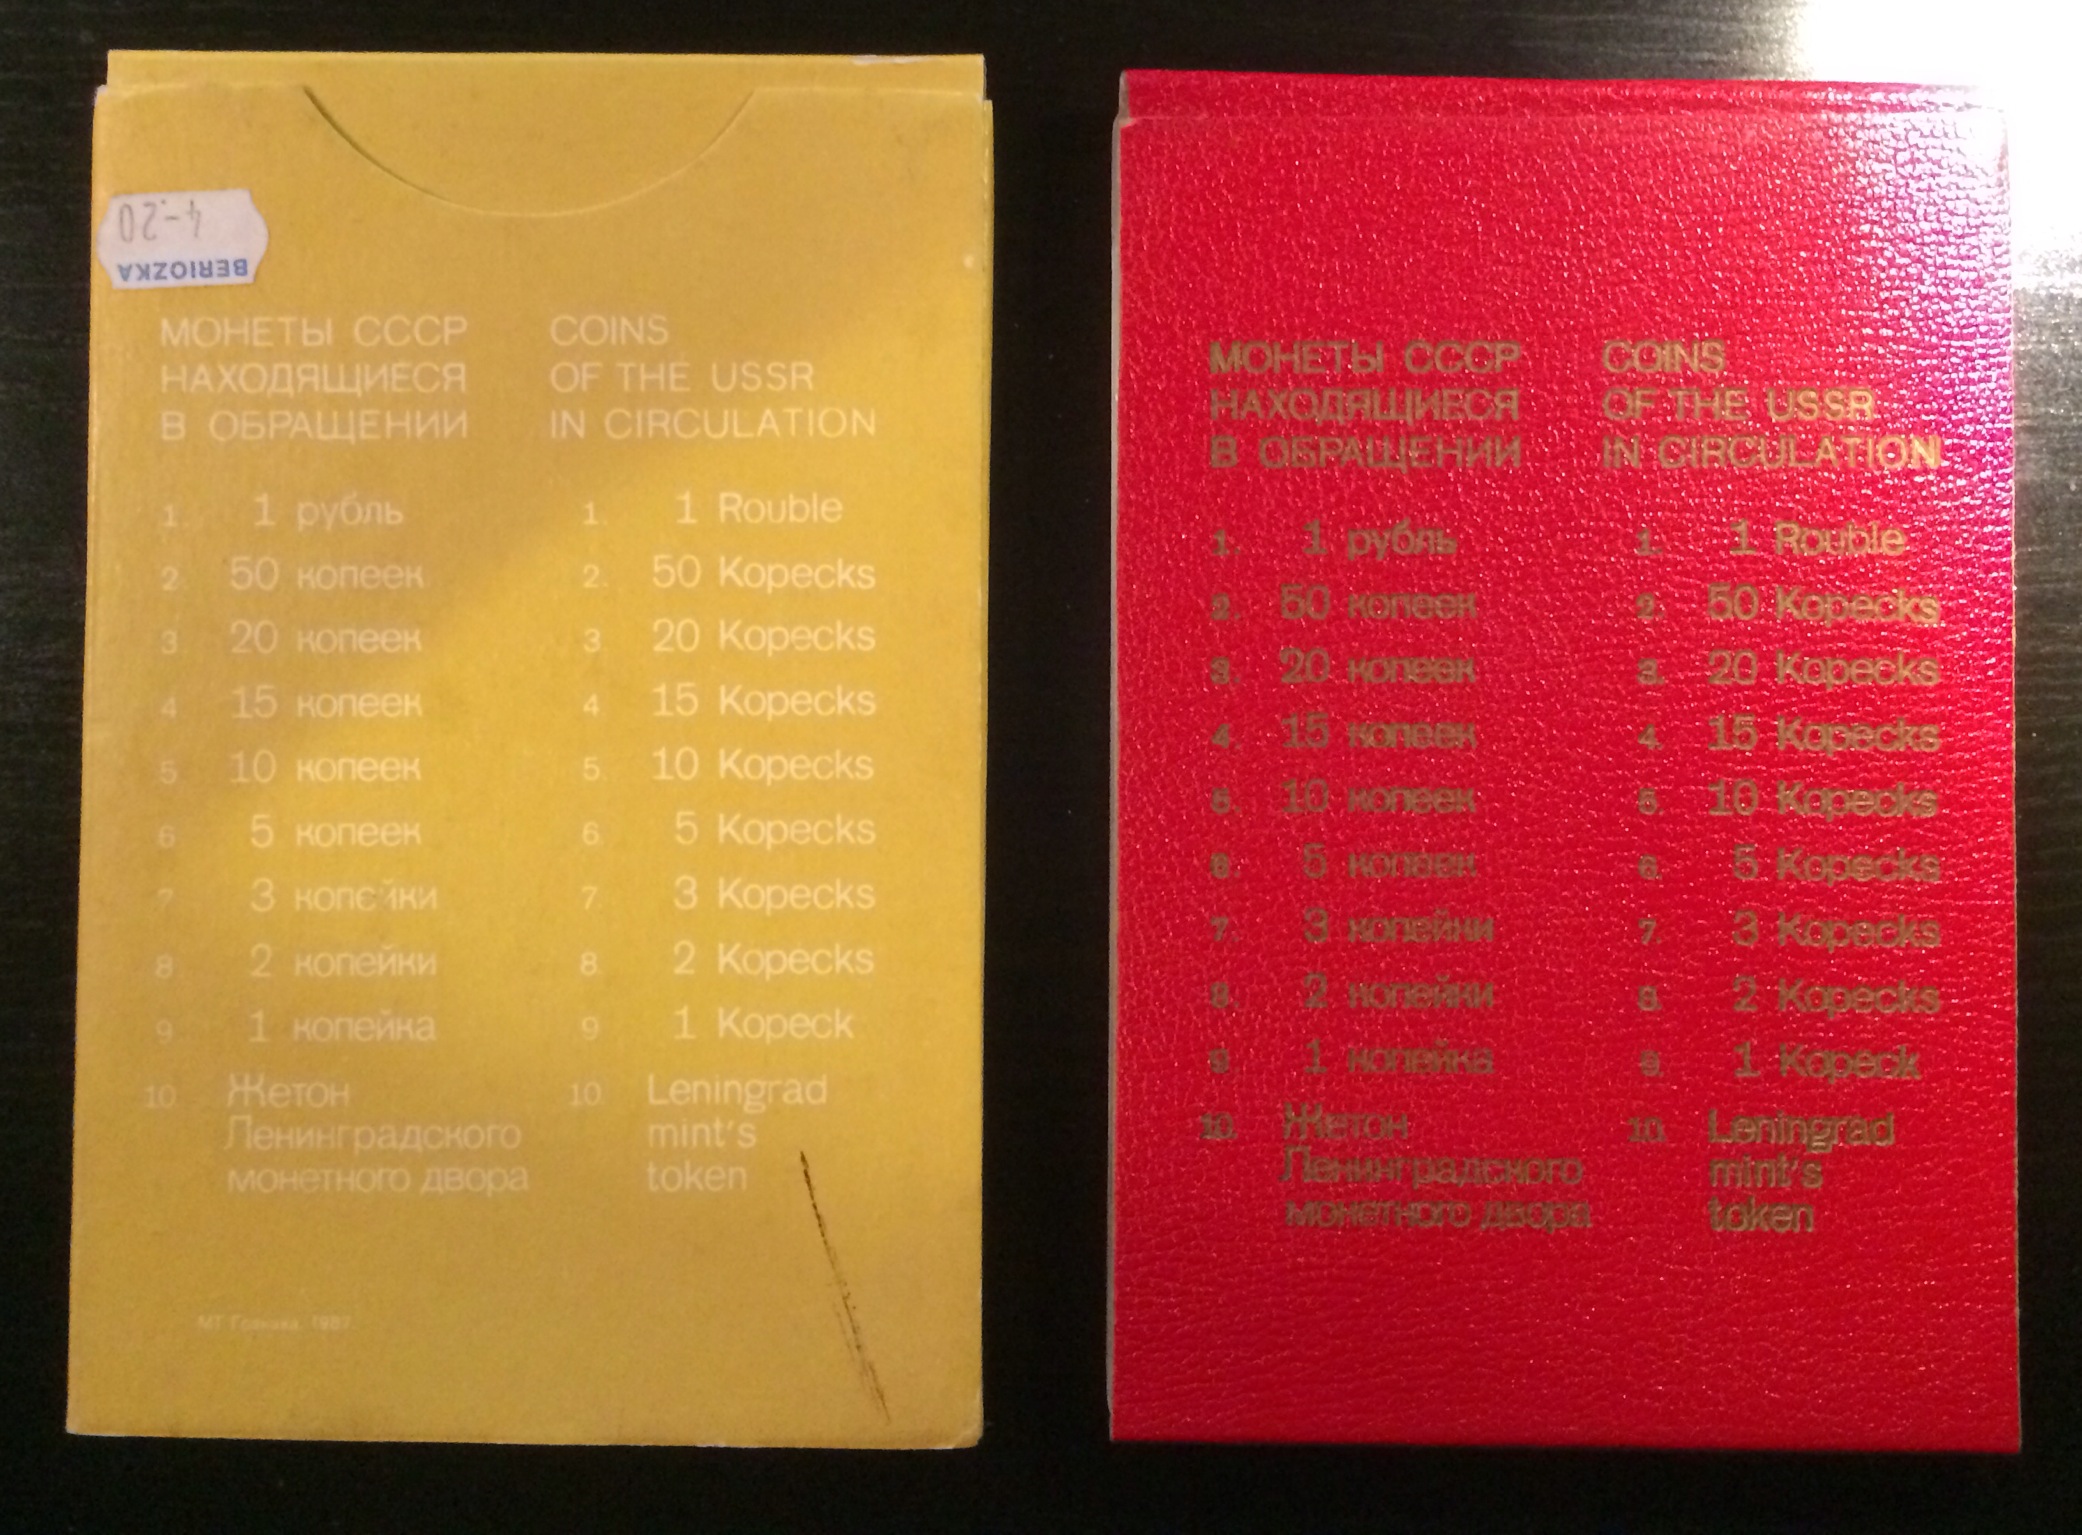 4-20
BERIOZKA
МОНЕТЫ СССР
НАХОДЯЩИЕСЯ
В ОБРАЩЕНИИ
1. 1 рубль
2. 50 копеек
3. 20 копеек
4 15 копеек
5 10 копеек
6 5 копеек
7 3 копейки
8 2 копейки
9 1 копейка
10. Жетон
Ленинградского
монетного двора
COINS
OF THE USSR
IN CIRCULATION
1. 1 Rouble
2. 50 Kopecks
3. 20 Kopecks
4 15 Kopecks
5. 10 Kopecks
6. 5 Kopecks
7. 3 Kopecks
8. 2 Kopecks
9 1 Kopeck
10. Leningrad
mint's
token
МТ 1987
МОНЕТЫ СССР
НАХОДЯЩИЕСЯ
В ОБРАЩЕНИИ
1. 1 рубль
2. 50 копеек
3. 20 копеек
4. 15 копеек
5. 10 копеек
6. 5 копеек
7. 3 копейки
8. 2 копейки
9. 1 копейка
10. Жетон
Ленинградского
монетного двора
COINS
OF THE USSR
IN CIRCULATION
1. 1 Rouble
2. 50 Kopecks
3. 20 Kopecks
4. 15 Kopecks
5. 10 Kopecks
6. 5 Kopecks
7. 3 Kopecks
8. 2 Kopecks
9. 1 Kopeck
10. Leningrad
mint's
token